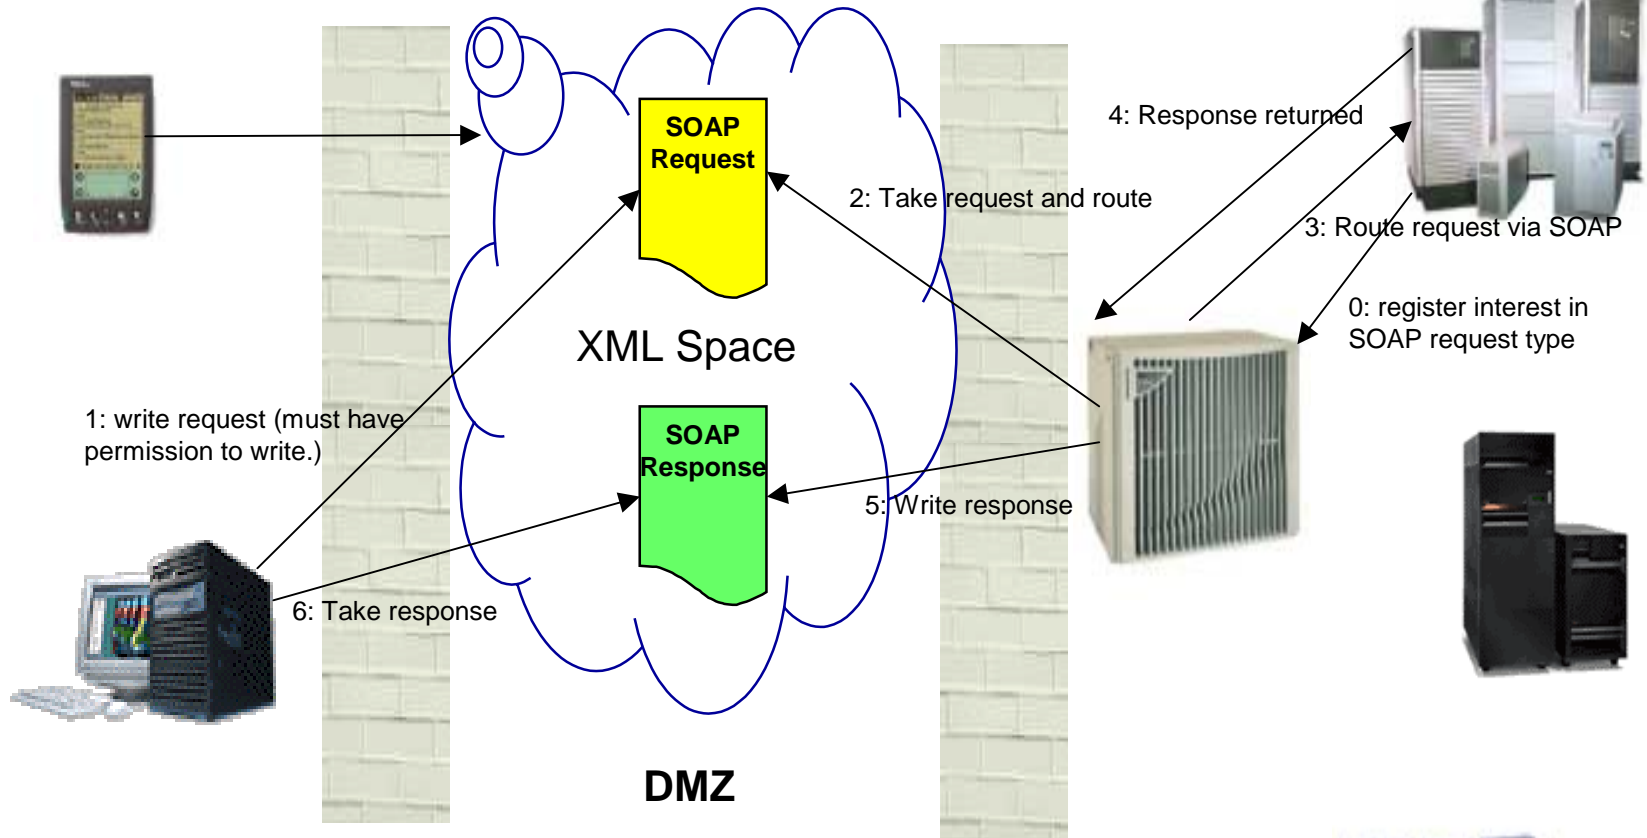 SOAP
Request
4: Response returned
2: Take request and route
3: Route request via SOAP
0: register interest in
SOAP request type
XML Space
1: write request (must have
permission to write.)
SOAP
Response
5: Write response
6: Take response
DMZ